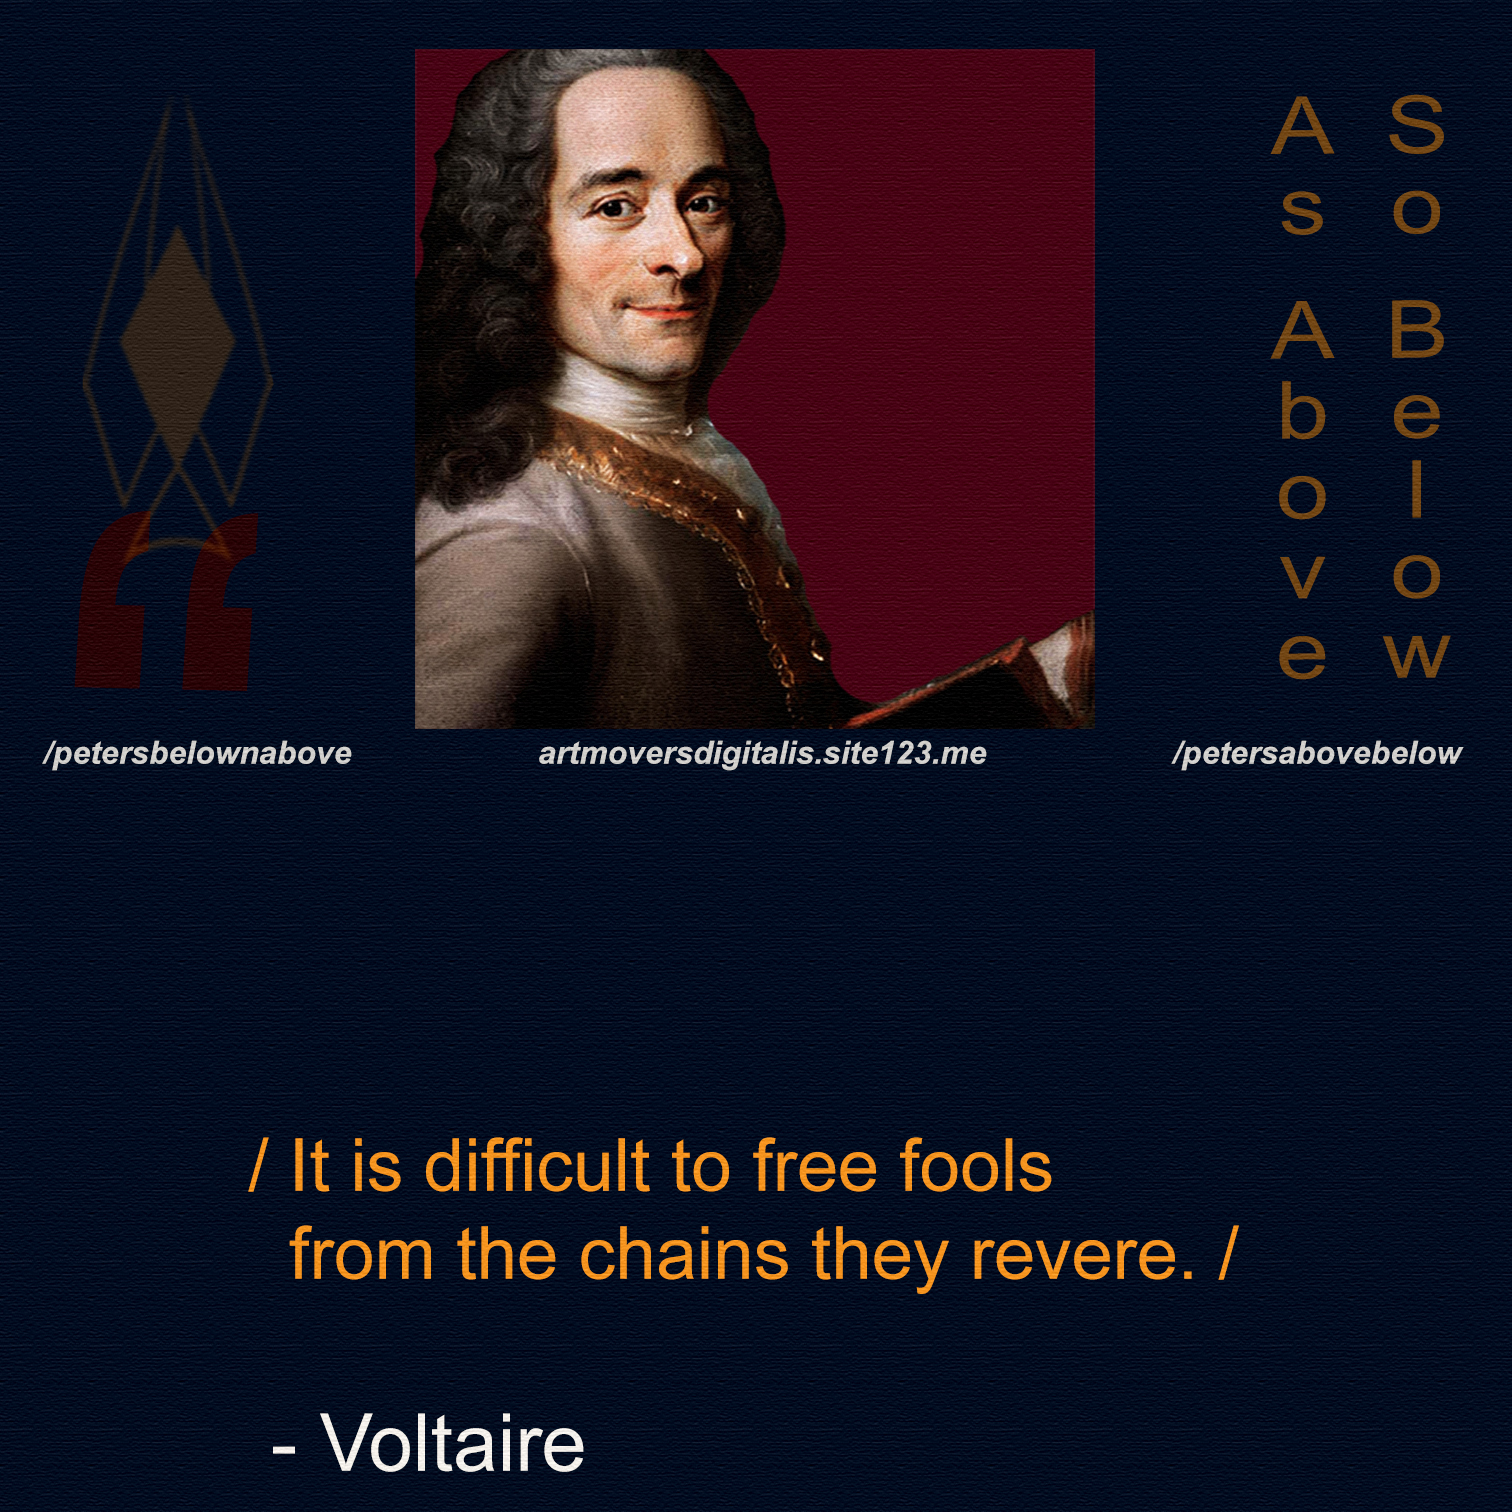 As Above
So Below
/petersbelownabove
artmoversdigitalis.site123.me
/petersabovebelow
/ It is difficult to free fools
from the chains they revere. /
- Voltaire